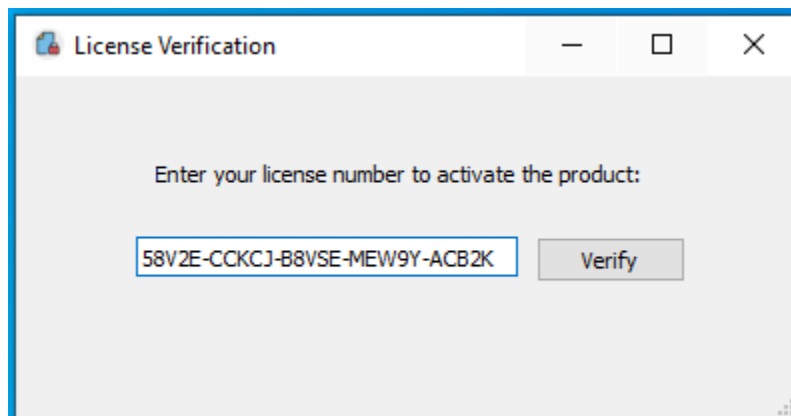 License Verification
Enter your license number to activate the product:
58V2E-CCKCJ-B8VSE-MEW9Y-ACB2K
Verify